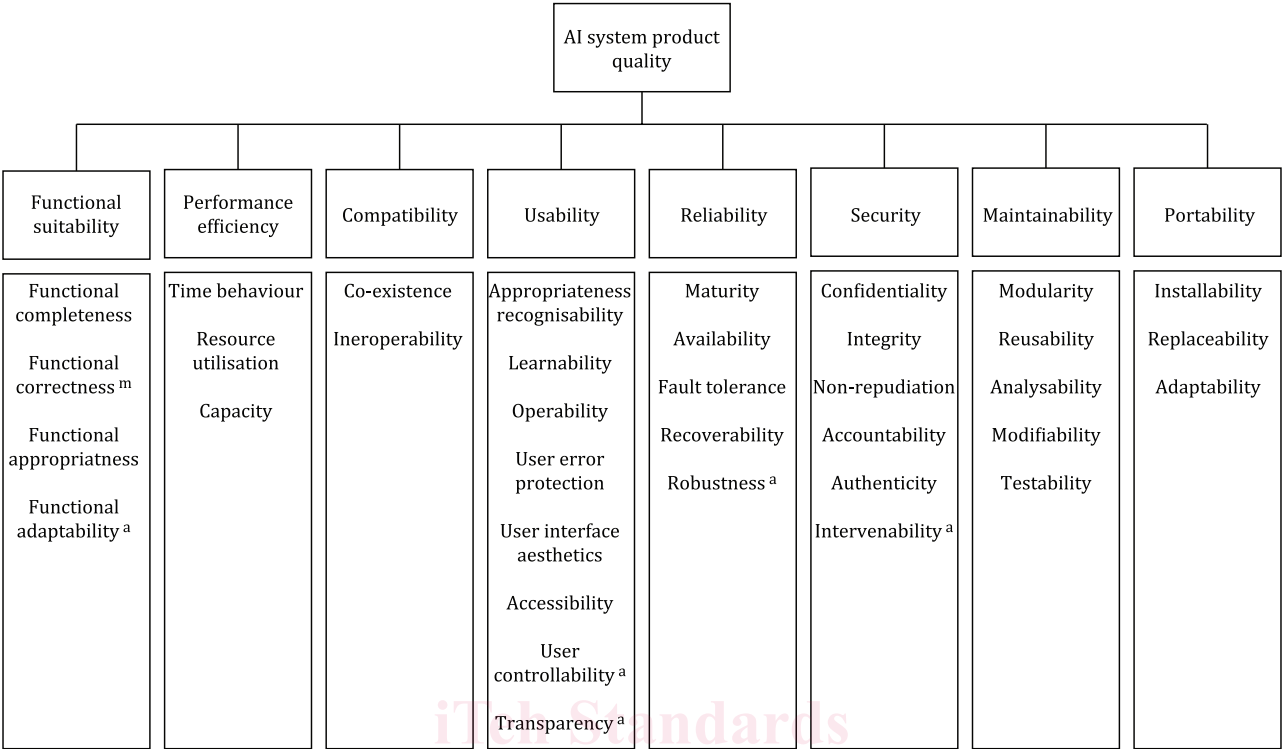 AI system product
quality
Functional
suitability
Performance
efficiency
Compatibility
Usability
Reliability
Security
Maintainability
Portability
Functional
completeness
Functional
correctness m
Functional
appropriatness
Functional
adaptability a
Time behaviour
Resource
utilisation
Capacity
Co-existence
Ineroperability
Appropriateness
recognisability
Learnability
Operability
User error
protection
User interface
aesthetics
Accessibility
User
controllability a
Transparency a
Maturity
Availability
Fault tolerance
Recoverability
Robustness a
Confidentiality
Integrity
Non-repudiation
Accountability
Authenticity
Intervenability a
Modularity
Reusability
Analysability
Modifiability
Testability
Installability
Replaceability
Adaptability
iTeh Standards